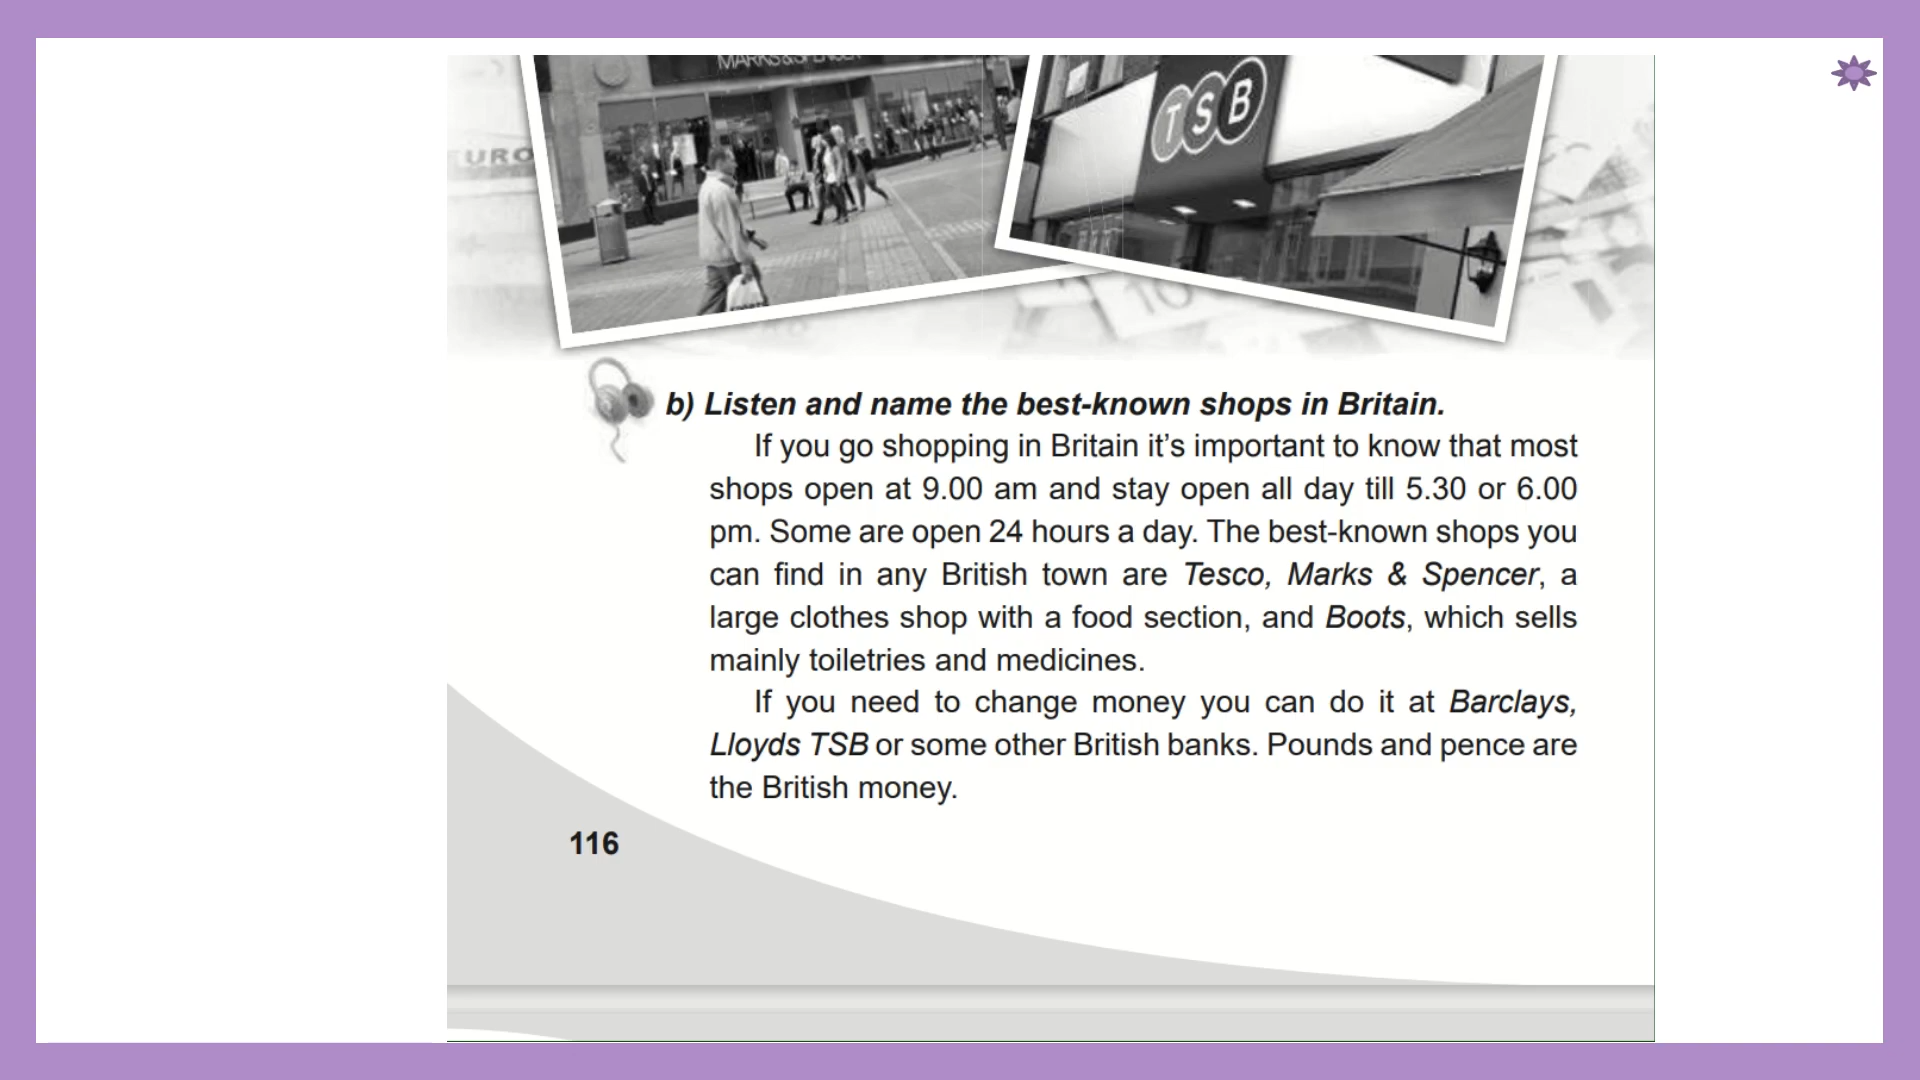 MARKS & SPENCER
TSB
EURO
10
b) Listen and name the best-known shops in Britain.
If you go shopping in Britain it’s important to know that most
shops open at 9.00 am and stay open all day till 5.30 or 6.00
pm. Some are open 24 hours a day. The best-known shops you
can find in any British town are Tesco, Marks & Spencer, a
large clothes shop with a food section, and Boots, which sells
mainly toiletries and medicines.
If you need to change money you can do it at Barclays,
Lloyds TSB or some other British banks. Pounds and pence are
the British money.
116